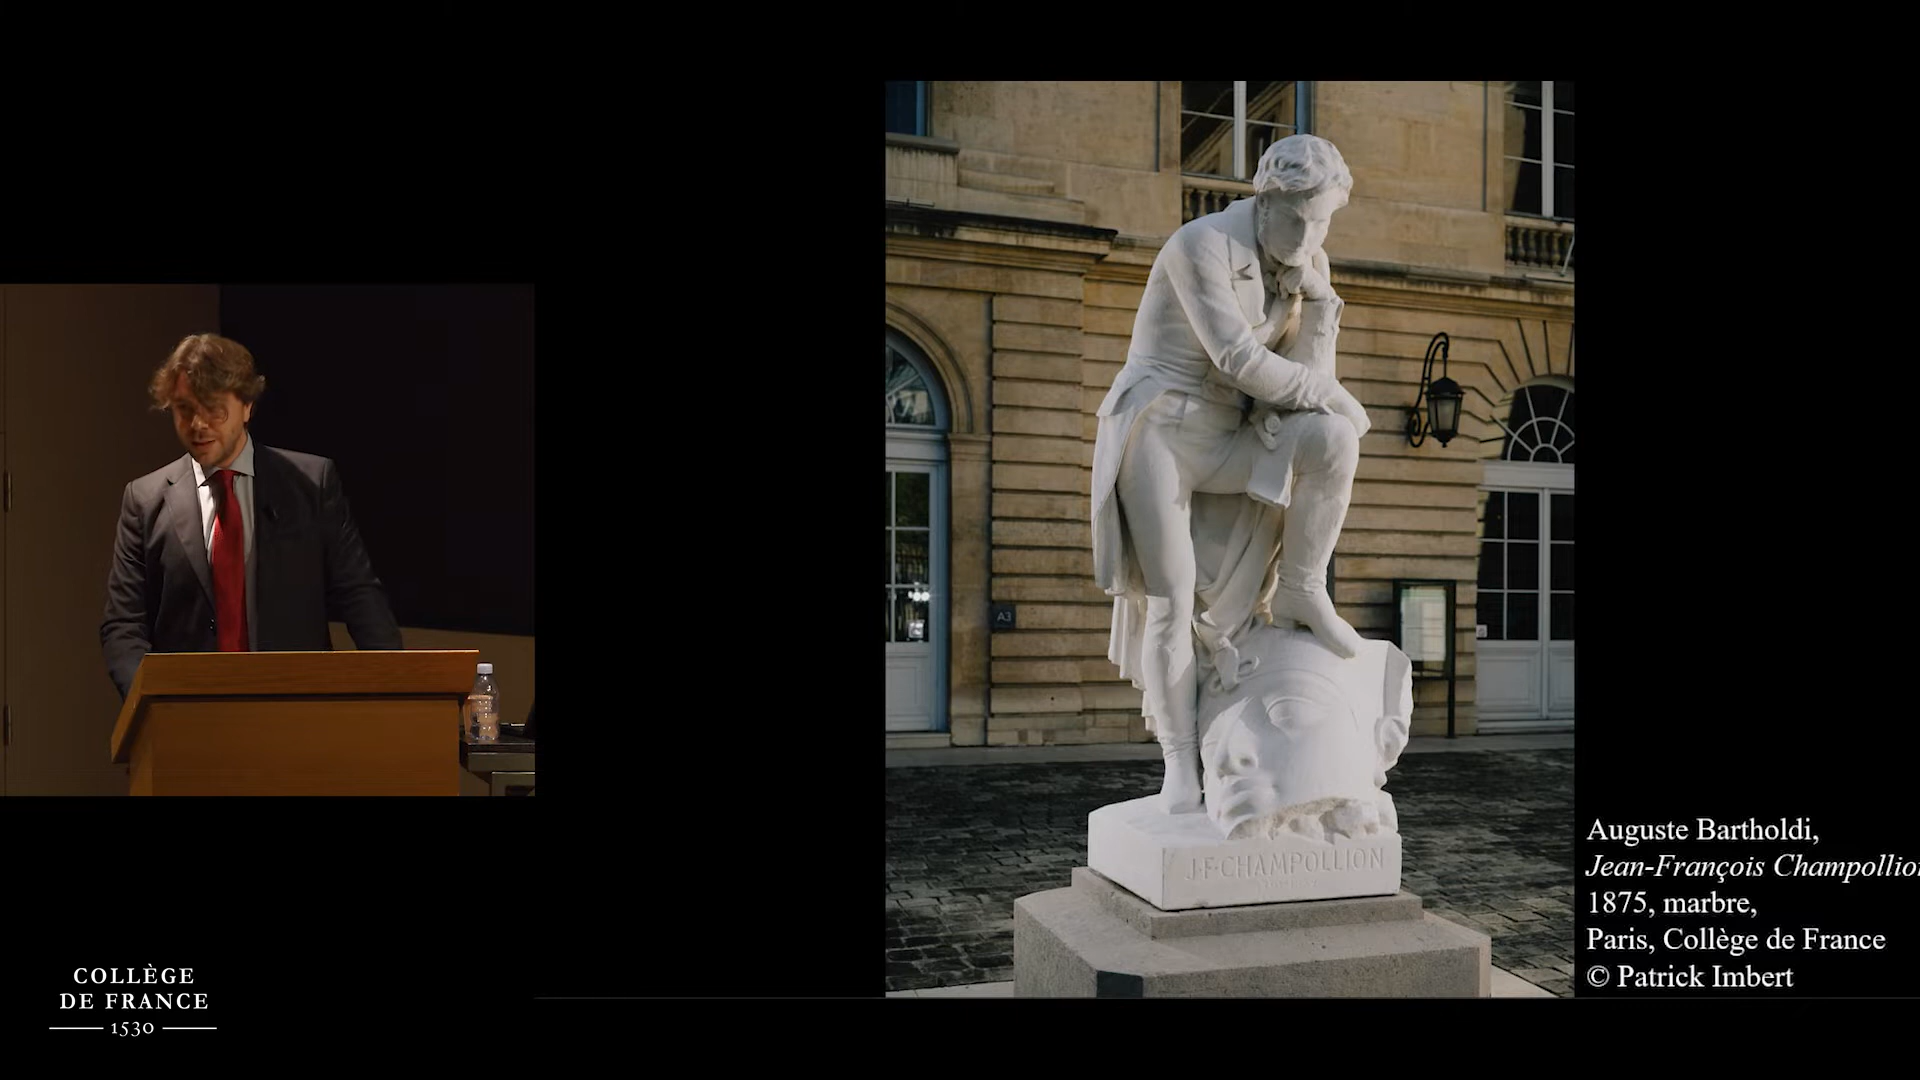 COLLÈGE
DE FRANCE
1530
A3
J·F·CHAMPOLLION
Auguste Bartholdi,
Jean-François Champollion
1875, marbre,
Paris, Collège de France
© Patrick Imbert